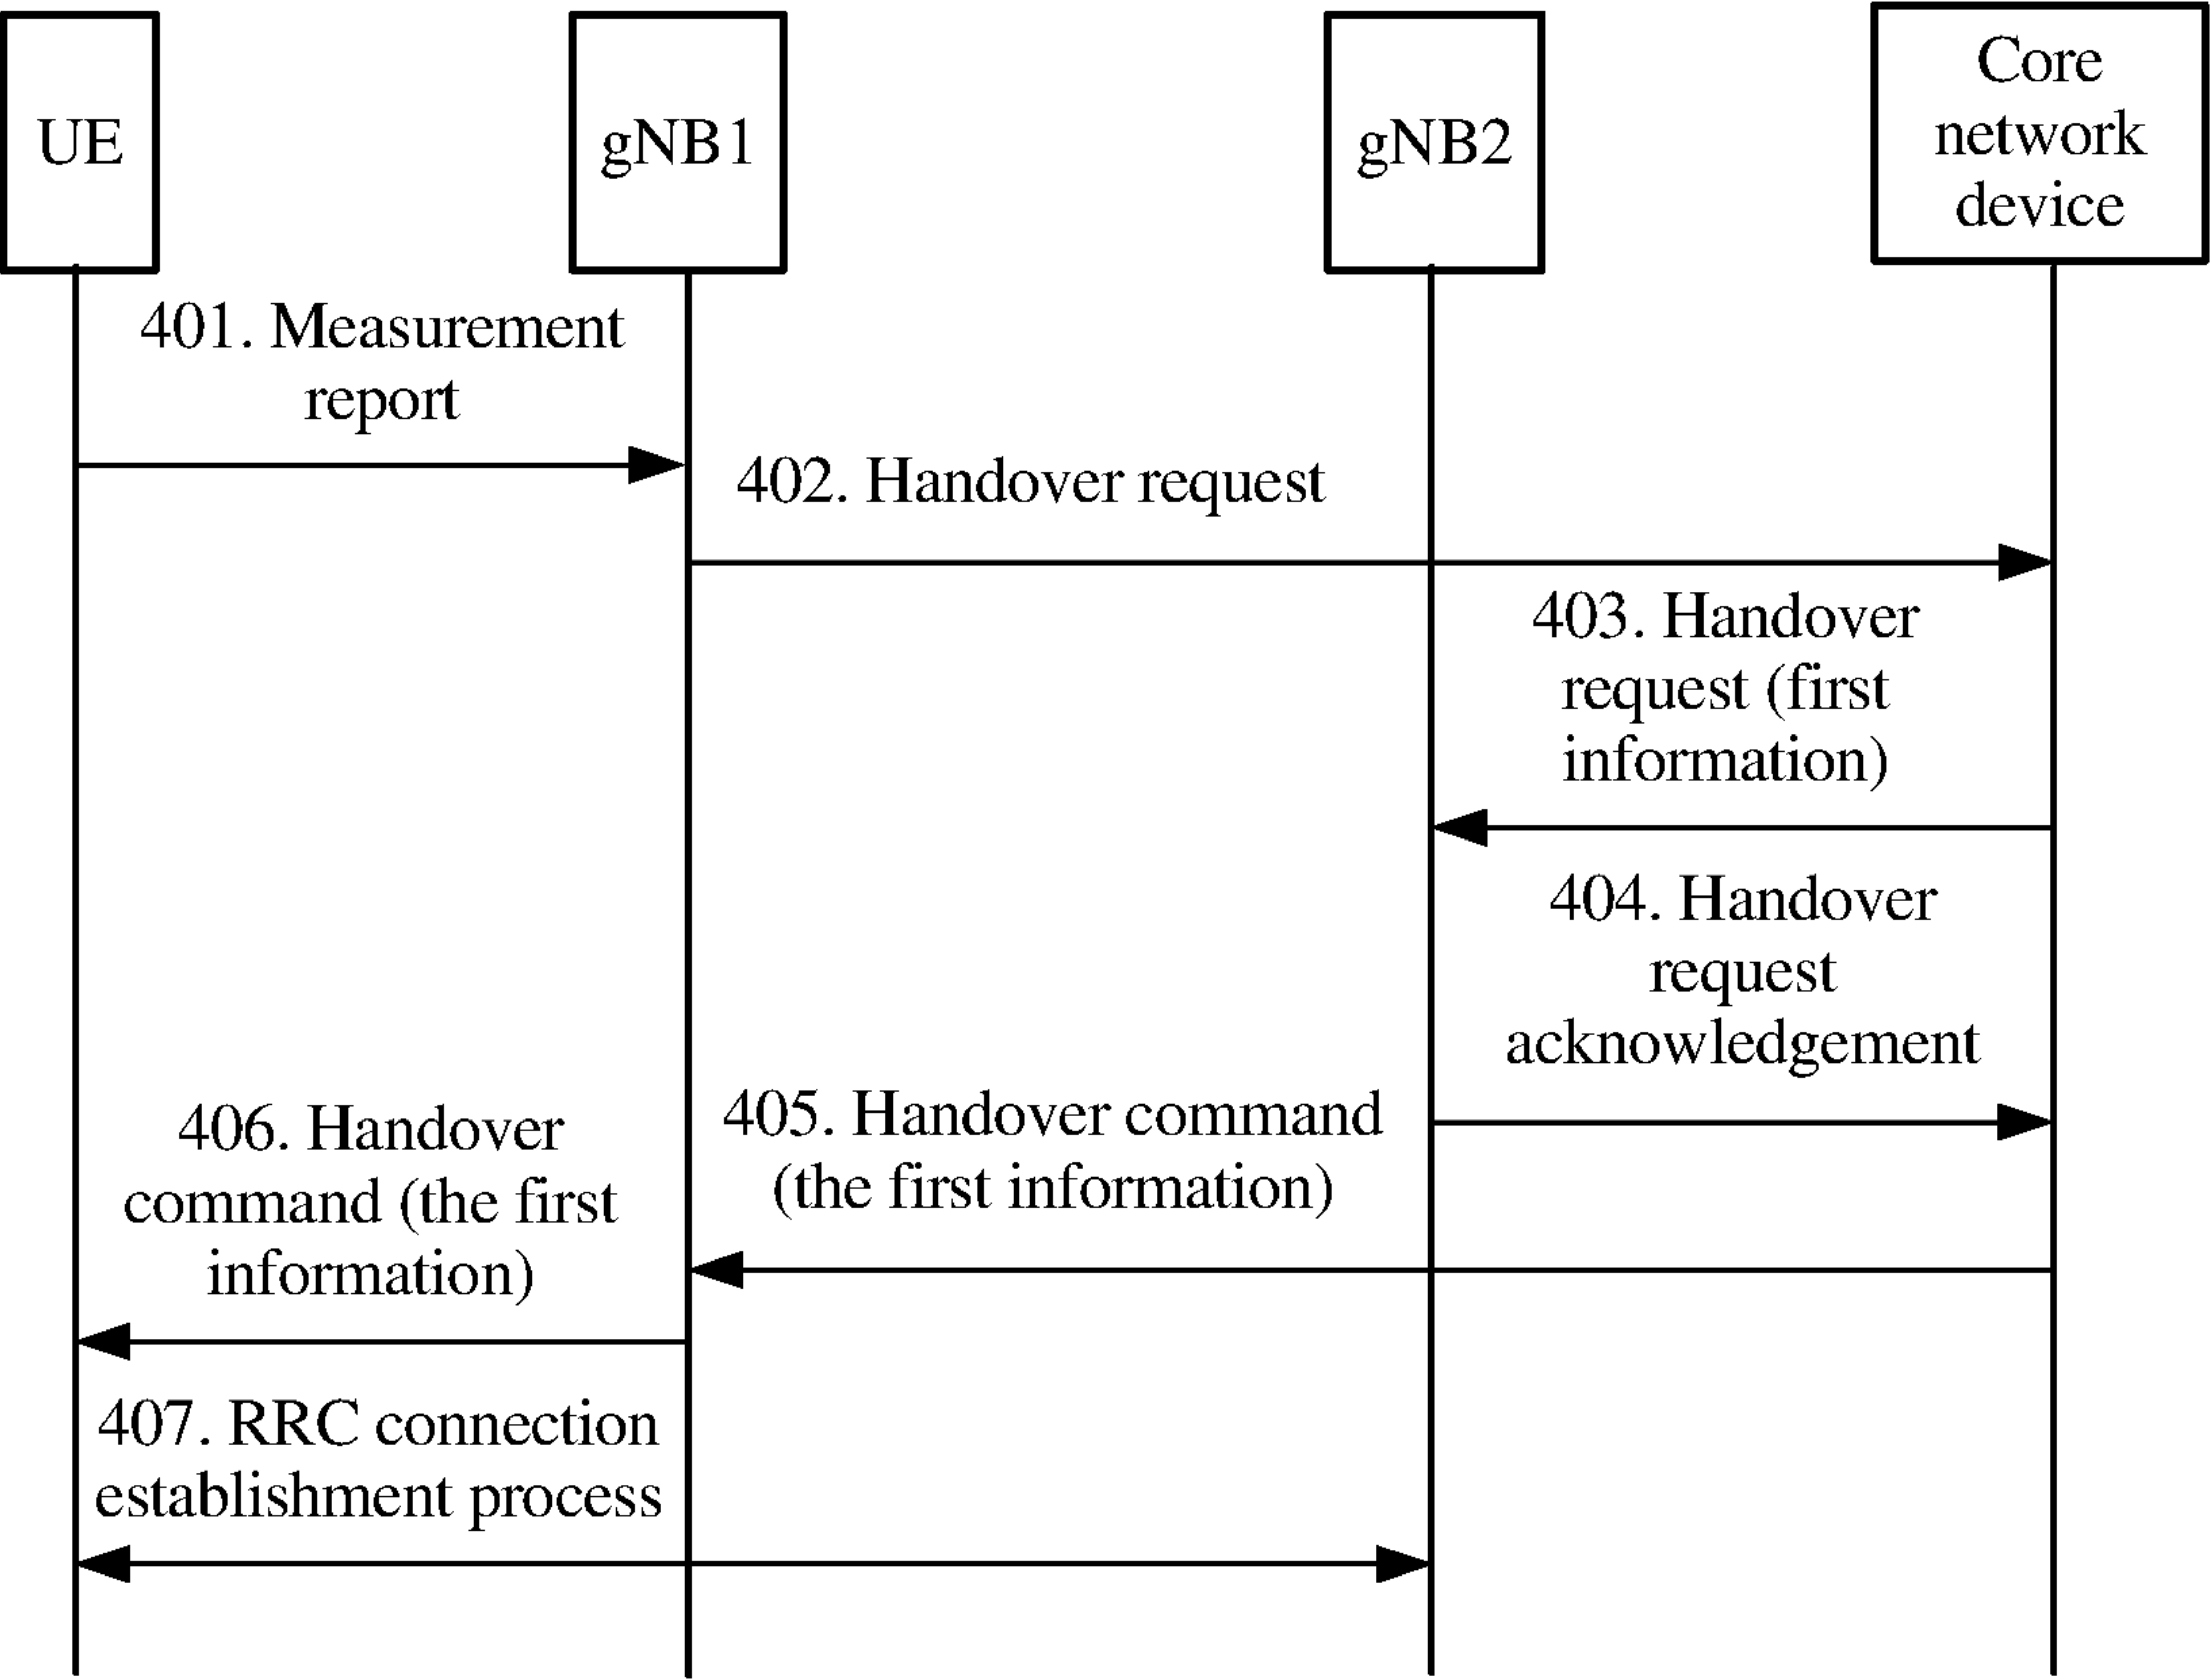 UE
gNB1
gNB2
Core
network
device
401. Measurement
report
402. Handover request
403. Handover
request (first
information)
404. Handover
request
acknowledgement
405. Handover command
(the first information)
406. Handover
command (the first
information)
407. RRC connection
establishment process